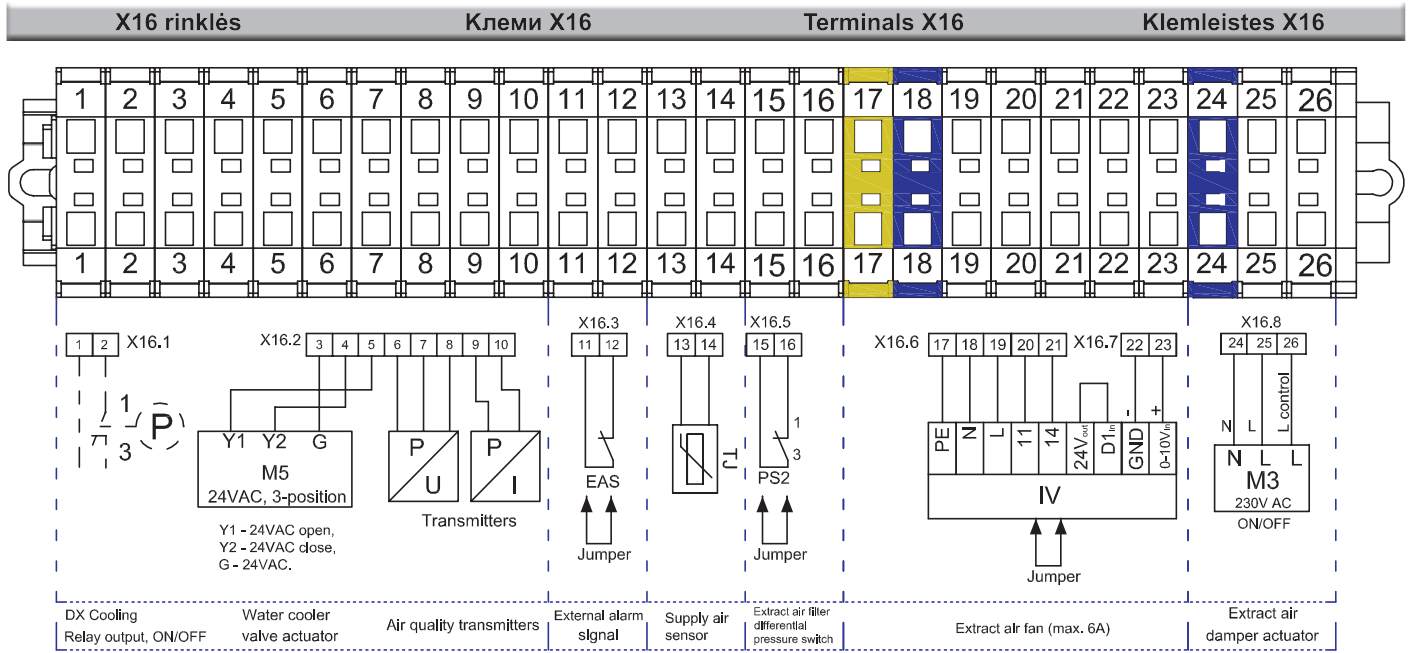 X16 rinklės Клеми X16 Terminals X16 Klemleistes X16
1 2 3 4 5 6 7 8 9 10 11 12 13 14 15 16 17 18 19 20 21 22 23 24 25 26
1 2 3 4 5 6 7 8 9 10 11 12 13 14 15 16 17 18 19 20 21 22 23 24 25 26
1 2 X16.1
X16.2 3 4 5 6 7 8 9 10
X16.3
11 12
X16.4
13 14
X16.5
15 16
X16.6 17 18 19 20 21
X16.7 22 23
X16.8
24 25 26
1
3
P
Y1 Y2 G
M5
24VAC, 3-position
Y1 - 24VAC open,
Y2 - 24VAC close,
G - 24VAC.
P
U
P
I
Transmitters
EAS
Jumper
TJ
1
3
PS2
Jumper
- +
PE N L 11 14 24Vout D1In GND 0-10VIn
IV
Jumper
N L L control
N L L
M3
230V AC
ON/OFF
DX Cooling
Relay output, ON/OFF
Water cooler
valve actuator
Air quality transmitters
External alarm
signal
Supply air
sensor
Extract air filter
differential
pressure switch
Extract air fan (max. 6A)
Extract air
damper actuator